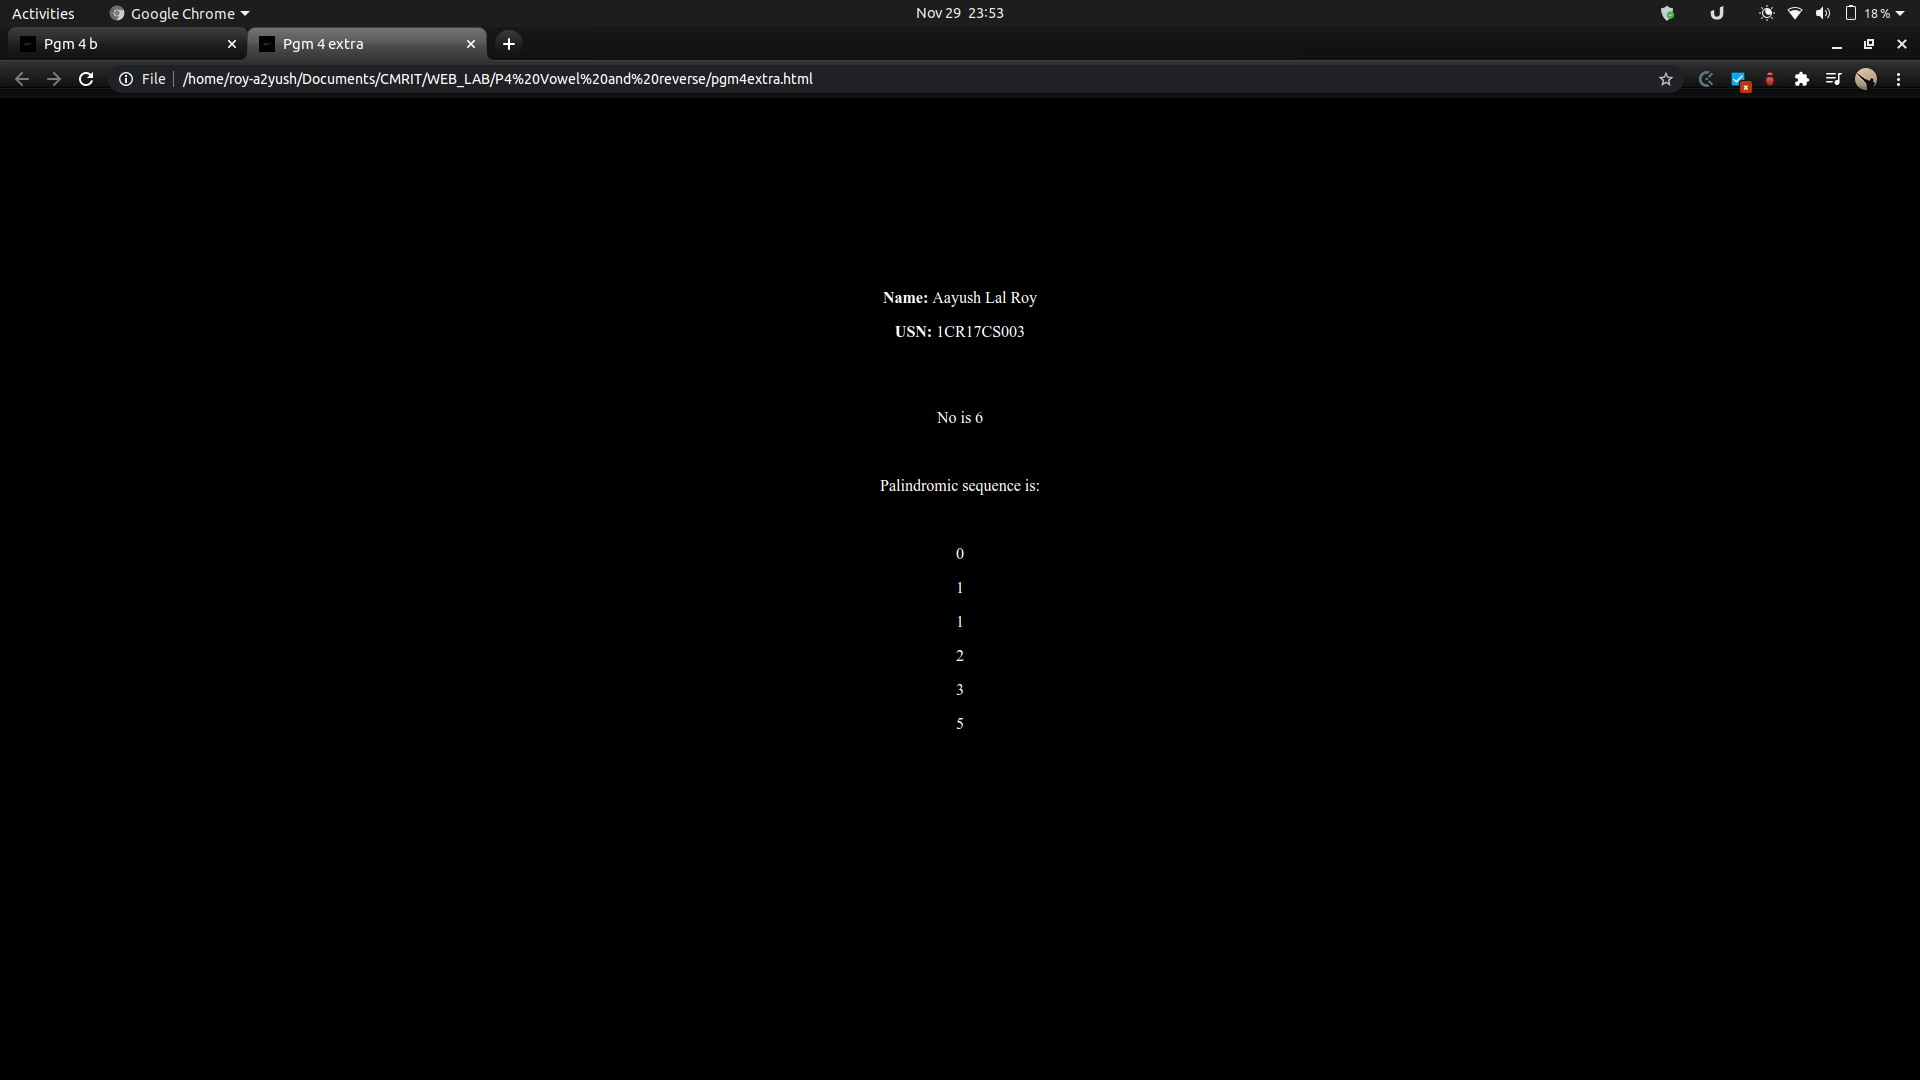 Activities Google Chrome Nov 29 23:53 18 %
Pgm 4 b Pgm 4 extra
File /home/roy-a2yush/Documents/CMRIT/WEB_LAB/P4%20Vowel%20and%20reverse/pgm4extra.html
Name: Aayush Lal Roy
USN: 1CR17CS003
No is 6
Palindromic sequence is:
0
1
1
2
3
5